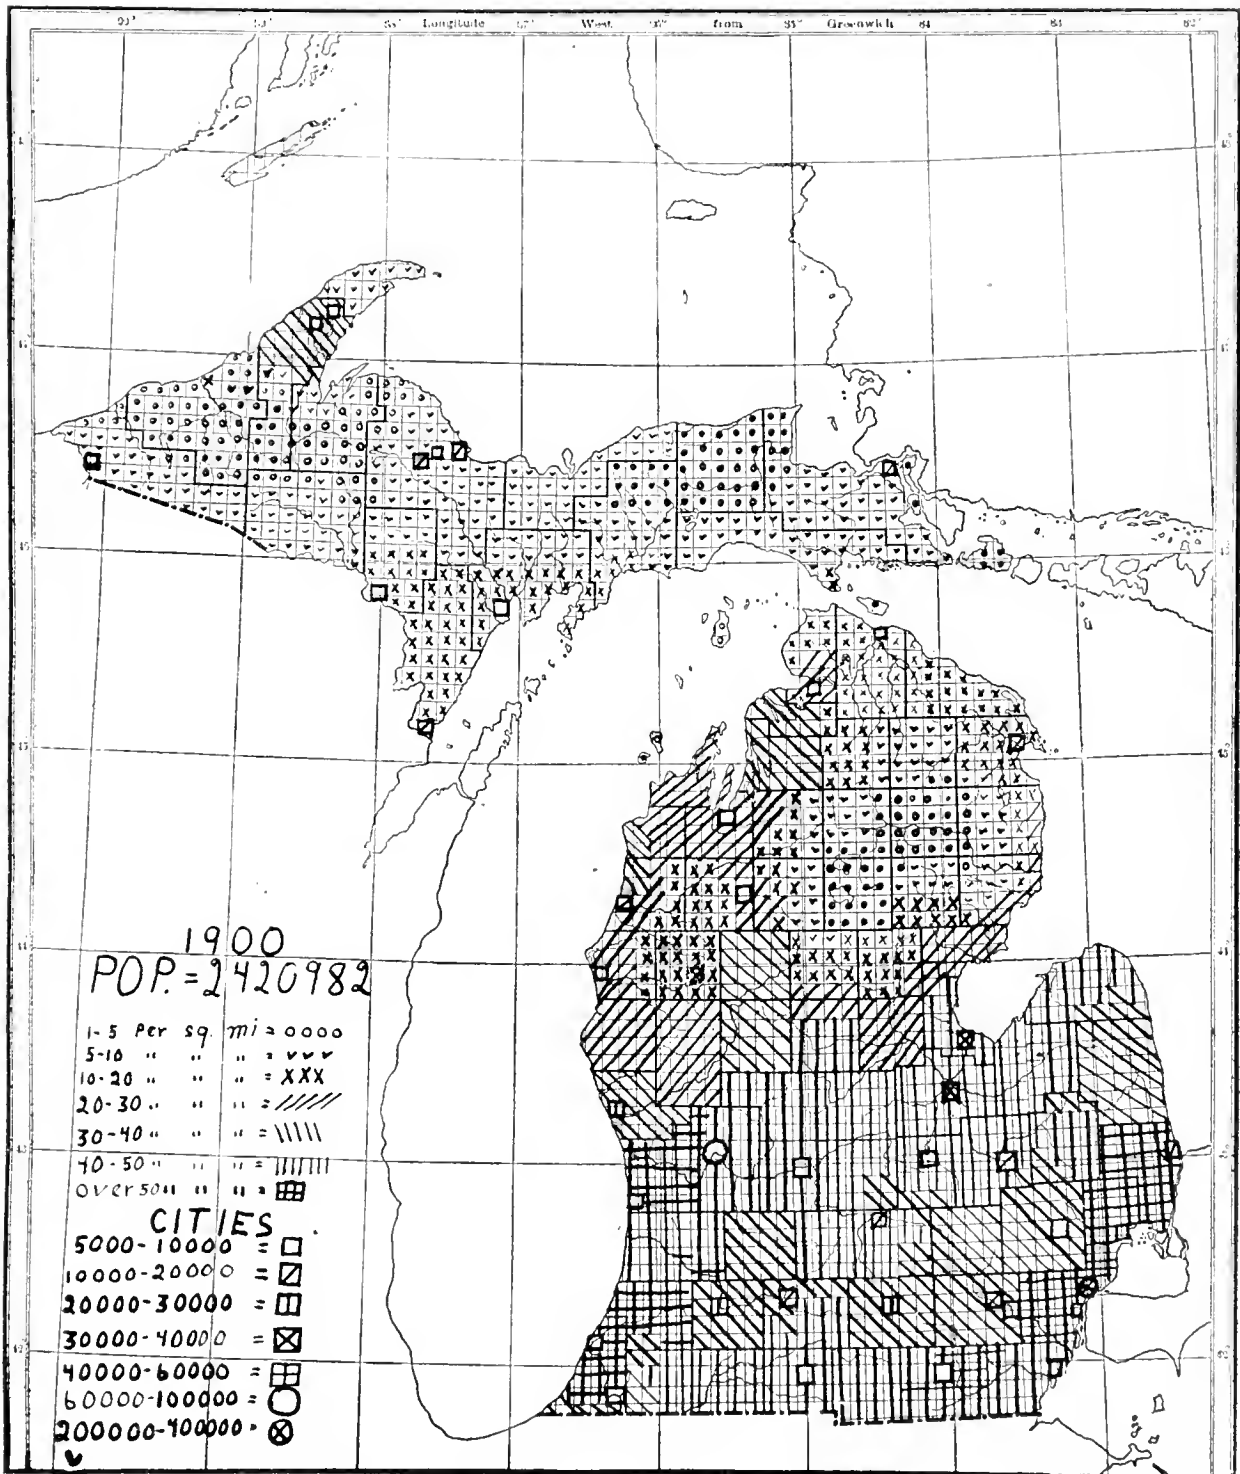 Longitude West from Greenwich
1900
POP.=2420982
1-5 Per sq. mi = 0000
5-10 " " " = vvv
10-20 " " " = XXX
20-30 " " " = //////
30-40 " " " = \\\\\
40-50 " " " = |||||||
Over 50 " " " =
CITIES
5000-10000 =
10000-20000 =
20000-30000 =
30000-40000 =
40000-60000 =
60000-100000 =
200000-400000 =